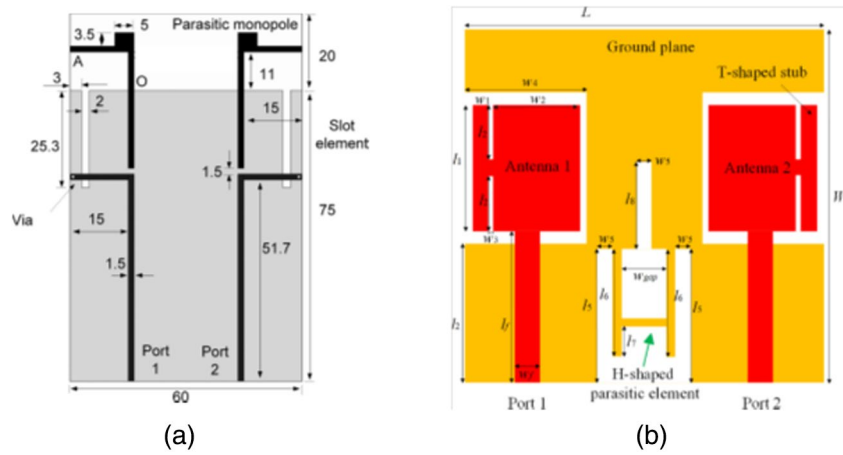 5
Parasitic monopole
3.5
20
A
O
11
3
2
15
Slot
element
25.3
1.5
Via
75
15
51.7
1.5
Port
1
Port
2
60
(a)
L
Ground plane
T-shaped stub
W4
W1
W2
l1
Antenna 1
Antenna 2
W5
l8
W
W3
W5
W5
Wgap
l2
lf
l5
l6
l6
l5
l7
Wf
H-shaped
parasitic element
Port 1
Port 2
(b)